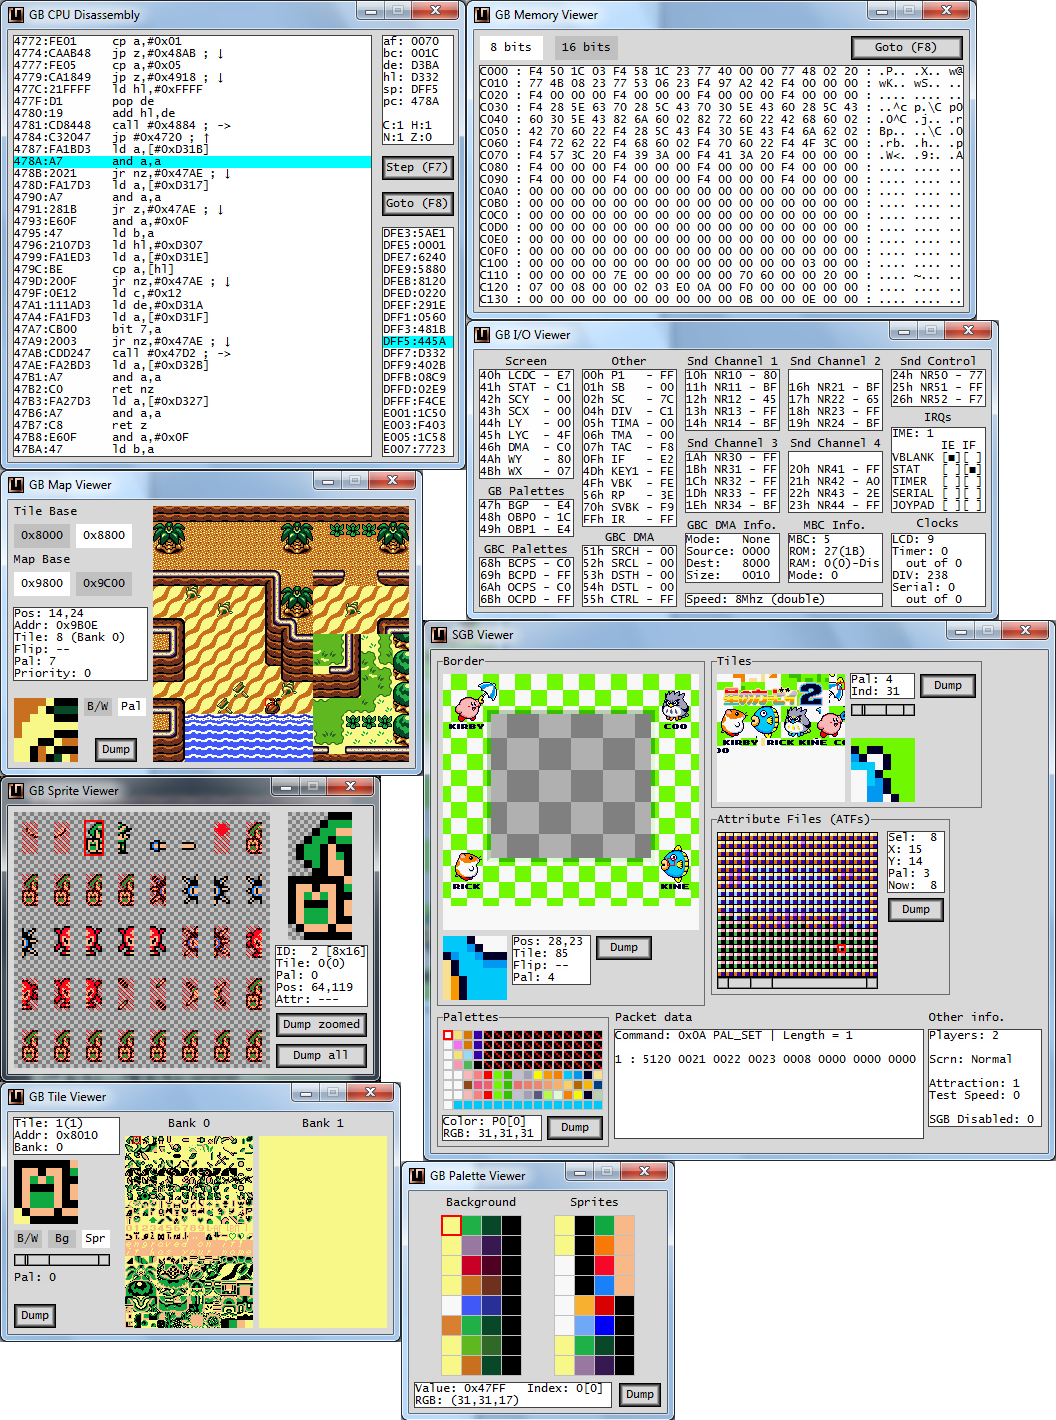 GB CPU Disassembly
4772:FE01 cp a,#0x01
4774:CAAB48 jp z,#0x48AB ; ↓
4777:FE05 cp a,#0x05
4779:CA1849 jp z,#0x4918 ; ↓
477C:21FFFF ld hl,#0xFFFF
477F:D1 pop de
4780:19 add hl,de
4781:CD8448 call #0x4884 ; ->
4784:C32047 jp #0x4720 ; ↑
4787:FA1BD3 ld a,[#0xD31B]
478A:A7 and a,a
478B:2021 jr nz,#0x47AE ; ↓
478D:FA17D3 ld a,[#0xD317]
4790:A7 and a,a
4791:281B jr z,#0x47AE ; ↓
4793:E60F and a,#0x0F
4795:47 ld b,a
4796:2107D3 ld hl,#0xD307
4799:FA1ED3 ld a,[#0xD31E]
479C:BE cp a,[hl]
479D:200F jr nz,#0x47AE ; ↓
479F:0E12 ld c,#0x12
47A1:111AD3 ld de,#0xD31A
47A4:FA1FD3 ld a,[#0xD31F]
47A7:CB00 bit 7,a
47A9:2003 jr nz,#0x47AE ; ↓
47AB:CDD247 call #0x47D2 ; ->
47AE:FA2BD3 ld a,[#0xD32B]
47B1:A7 and a,a
47B2:C0 ret nz
47B3:FA27D3 ld a,[#0xD327]
47B6:A7 and a,a
47B7:C8 ret z
47B8:E60F and a,#0x0F
47BA:47 ld b,a
af: 0070
bc: 001C
de: D3BA
hl: D332
sp: DFF5
pc: 478A
C:1 H:1
N:1 Z:0
Step (F7)
Goto (F8)
DFE3:5AE1
DFE5:0001
DFE7:6240
DFE9:5880
DFEB:8120
DFED:0220
DFEF:291E
DFF1:0560
DFF3:481B
DFF5:445A
DFF7:D332
DFF9:402B
DFFB:08C9
DFFD:02E9
DFFF:F4CE
E001:1C50
E003:F403
E005:1C58
E007:7723
GB Memory Viewer
8 bits 16 bits Goto (F8)
C000 : F4 50 1C 03 F4 58 1C 23 77 40 00 00 77 48 02 20 : .P.. .X.. w@
C010 : 77 4B 08 23 77 53 06 23 F4 97 A2 42 F4 00 00 00 : wK.. wS.. .. .. ..
C020 : F4 00 00 00 F4 00 00 00 F4 00 00 00 F4 00 00 00 : .... .... ..
C030 : F4 28 5E 63 70 28 5C 43 70 30 5E 43 60 28 5C 43 : ..^c p.\C p0
C040 : 60 30 5E 43 82 6A 60 02 82 72 60 22 42 68 60 02 : .0^C .j.. .r
C050 : 42 70 60 22 F4 28 5C 43 F4 30 5E 43 F4 6A 62 02 : Bp.. ..\C .0
C060 : F4 72 62 22 F4 68 60 02 F4 70 60 22 F4 4F 3C 00 : .rb. .h.. .p
C070 : F4 57 3C 20 F4 39 3A 00 F4 41 3A 20 F4 00 00 00 : .W<. .9:. .A
C080 : F4 00 00 00 F4 00 00 00 F4 00 00 00 F4 00 00 00 : .... .... ..
C090 : F4 00 00 00 F4 00 00 00 F4 00 00 00 F4 00 00 00 : .... .... ..
C0A0 : 00 00 00 00 00 00 00 00 00 00 00 00 00 00 00 00 : .... .... ..
C0B0 : 00 00 00 00 00 00 00 00 00 00 00 00 00 00 00 00 : .... .... ..
C0C0 : 00 00 00 00 00 00 00 00 00 00 00 00 00 00 00 00 : .... .... ..
C0D0 : 00 00 00 00 00 00 00 00 00 00 00 00 00 00 00 00 : .... .... ..
C0E0 : 00 00 00 00 00 00 00 00 00 00 00 00 00 00 00 00 : .... .... ..
C0F0 : 00 00 00 00 00 00 00 00 00 00 00 00 00 00 00 00 : .... .... ..
C100 : 00 00 00 00 00 00 00 00 00 00 00 00 00 03 00 00 : .... .... ..
C110 : 00 00 00 00 7E 00 00 00 00 00 70 60 00 00 20 00 : .... ~... ..
C120 : 07 00 08 00 00 02 03 E0 0A 00 F0 00 00 00 00 00 : .... .... ..
C130 : 00 00 00 00 00 00 00 00 00 00 0B 00 00 0E 00 00 : .... .... ..
GB I/O Viewer
Screen
40h LCDC - E7
41h STAT - C1
42h SCY - 00
43h SCX - 00
44h LY - 00
45h LYC - 4F
46h DMA - C0
4Ah WY - 80
4Bh WX - 07
GB Palettes
47h BGP - E4
48h OBP0 - 1C
49h OBP1 - E4
GBC Palettes
68h BCPS - C0
69h BCPD - FF
6Ah OCPS - C0
6Bh OCPD - FF
Other
00h P1 - FF
01h SB - 00
02h SC - 7C
04h DIV - C1
05h TIMA - 00
06h TMA - 00
07h TAC - F8
0Fh IF - E2
4Dh KEY1 - FE
4Fh VBK - FE
56h RP - 3E
70h SVBK - F9
FFh IR - FF
GBC DMA
51h SRCH - 00
52h SRCL - 00
53h DSTH - 00
54h DSTL - 00
55h CTRL - FF
Snd Channel 1
10h NR10 - 80
11h NR11 - BF
12h NR12 - 45
13h NR13 - FF
14h NR14 - BF
Snd Channel 2
16h NR21 - BF
17h NR22 - 65
18h NR23 - FF
19h NR24 - BF
Snd Control
24h NR50 - 77
25h NR51 - FF
26h NR52 - F7
Snd Channel 3
1Ah NR30 - FF
1Bh NR31 - FF
1Ch NR32 - FF
1Dh NR33 - FF
1Eh NR34 - BF
Snd Channel 4
20h NR41 - FF
21h NR42 - A0
22h NR43 - 2E
23h NR44 - FF
IRQs
IME: 1
IE IF
VBLANK [■][ ]
STAT [ ][■]
TIMER [ ][ ]
SERIAL [ ][ ]
JOYPAD [ ][ ]
GBC DMA Info.
Mode: None
Source: 0000
Dest: 8000
Size: 0010
MBC Info.
MBC: 5
ROM: 27(1B)
RAM: 0(0)-Dis
Mode: 0
Speed: 8Mhz (double)
Clocks
LCD: 9
Timer: 0
out of 0
DIV: 238
Serial: 0
out of 0
GB Map Viewer
Tile Base
0x8000 0x8800
Map Base
0x9800 0x9C00
Pos: 14,24
Addr: 0x9B0E
Tile: 8 (Bank 0)
Flip: --
Pal: 7
Priority: 0
B/W Pal
Dump
SGB Viewer
Border
KIRBY
COO
RICK
KINE
Pos: 28,23
Tile: 85
Flip: --
Pal: 4
Dump
Tiles
2
KIRBY RICK KINE C
OO
Pal: 4
Ind: 31
Dump
Attribute Files (ATFs)
Sel: 8
X: 15
Y: 14
Pal: 3
Now: 8
Dump
Palettes
Color: P0[0]
RGB: 31,31,31
Dump
Packet data
Command: 0x0A PAL_SET | Length = 1
1 : 5120 0021 0022 0023 0008 0000 0000 0000
Other info.
Players: 2
Scrn: Normal
Attraction: 1
Test Speed: 0
SGB Disabled: 0
GB Sprite Viewer
ID: 2 [8x16]
Tile: 0(0)
Pal: 0
Pos: 64,119
Attr: ---
Dump zoomed
Dump all
GB Tile Viewer
Tile: 1(1)
Addr: 0x8010
Bank: 0
Bank 0
Bank 1
B/W Bg Spr
Pal: 0
Dump
GB Palette Viewer
Background
Sprites
Value: 0x47FF Index: 0[0]
RGB: (31,31,17)
Dump